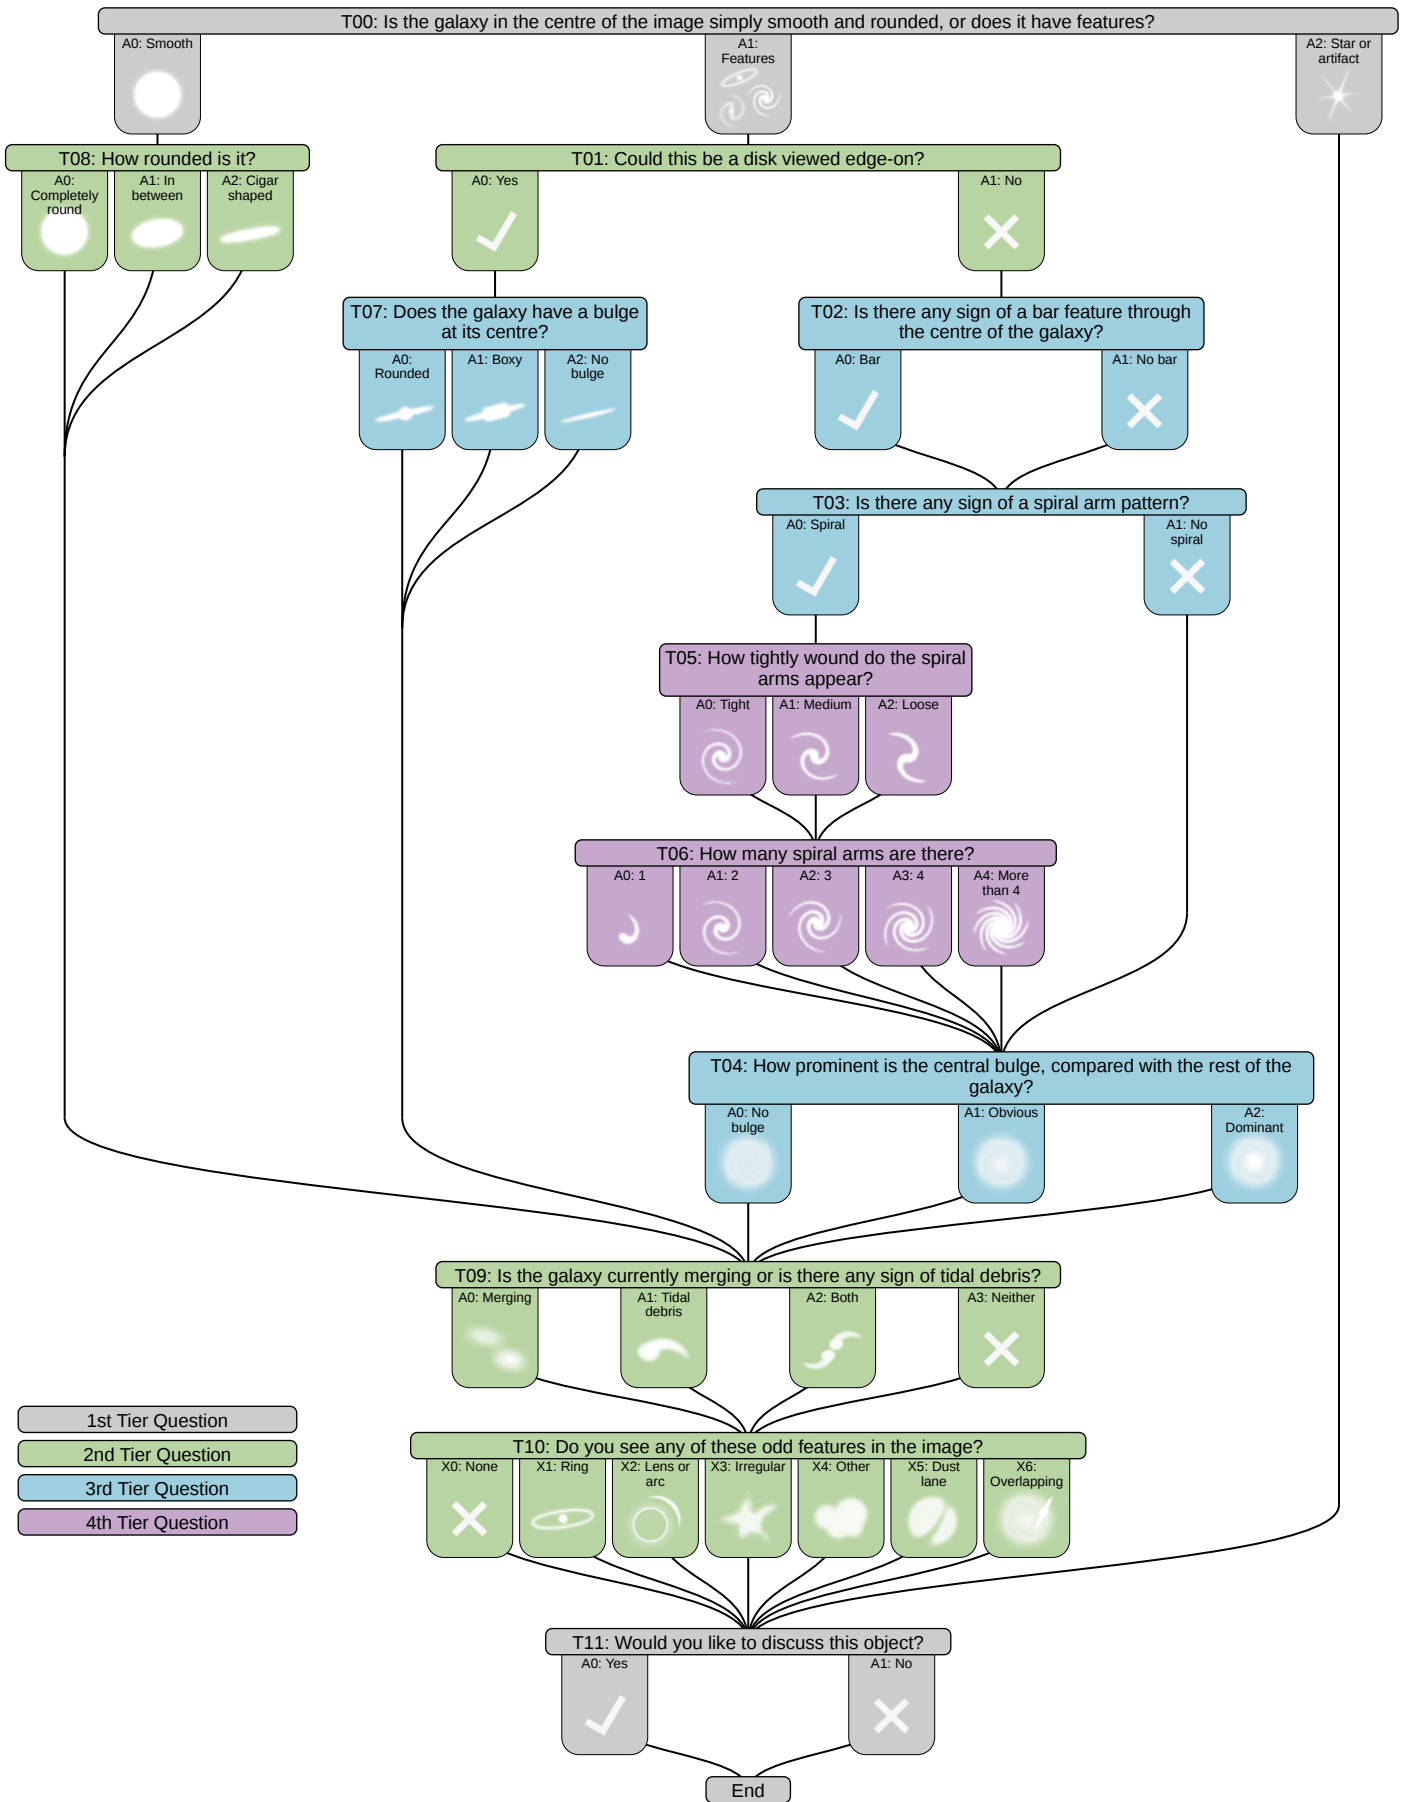 T00: Is the galaxy in the centre of the image simply smooth and rounded, or does it have features?
A0: Smooth
A1:
Features
A2: Star or
artifact
T08: How rounded is it?
A0:
Completely
round
A1: In
between
A2: Cigar
shaped
T01: Could this be a disk viewed edge-on?
A0: Yes
A1: No
T07: Does the galaxy have a bulge
at its centre?
A0:
Rounded
A1: Boxy
A2: No
bulge
T02: Is there any sign of a bar feature through
the centre of the galaxy?
A0: Bar
A1: No bar
T03: Is there any sign of a spiral arm pattern?
A0: Spiral
A1: No
spiral
T05: How tightly wound do the spiral
arms appear?
A0: Tight
A1: Medium
A2: Loose
T06: How many spiral arms are there?
A0: 1
A1: 2
A2: 3
A3: 4
A4: More
than 4
T04: How prominent is the central bulge, compared with the rest of the
galaxy?
A0: No
bulge
A1: Obvious
A2:
Dominant
T09: Is the galaxy currently merging or is there any sign of tidal debris?
A0: Merging
A1: Tidal
debris
A2: Both
A3: Neither
1st Tier Question
2nd Tier Question
3rd Tier Question
4th Tier Question
T10: Do you see any of these odd features in the image?
X0: None
X1: Ring
X2: Lens or
arc
X3: Irregular
X4: Other
X5: Dust
lane
X6:
Overlapping
T11: Would you like to discuss this object?
A0: Yes
A1: No
End